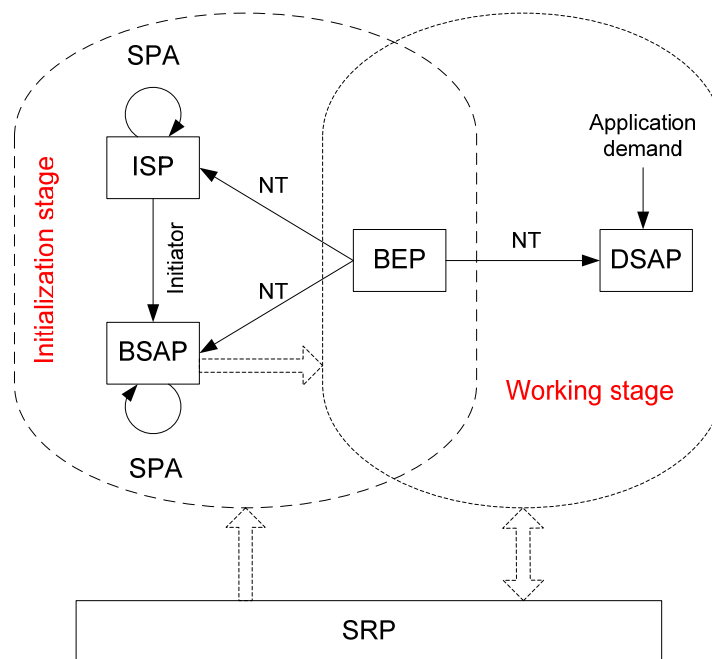 SPA
Application
demand
ISP
NT
Initialization stage
Initiator
BEP
NT
DSAP
NT
BSAP
Working stage
SPA
SRP